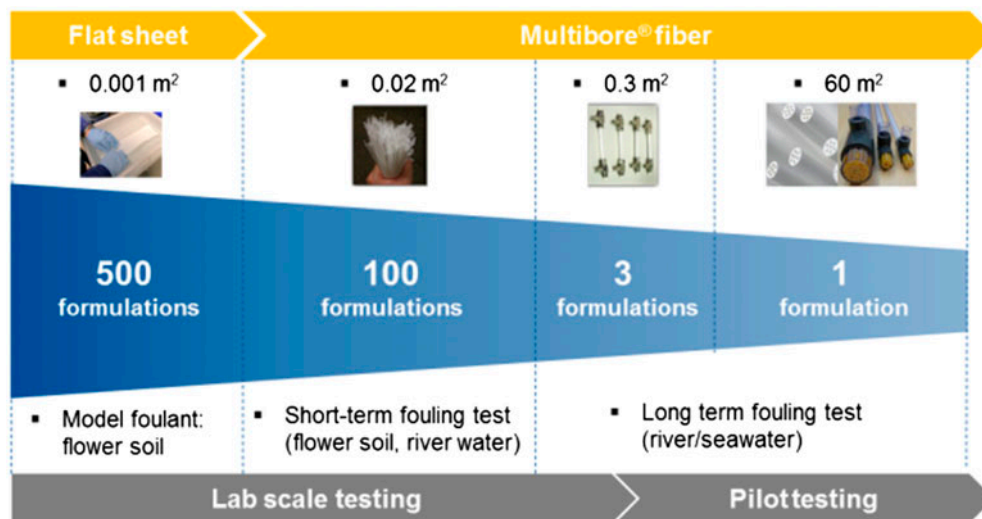 Flat sheet
Multibore® fiber
▪ 0.001 m²
▪ 0.02 m²
▪ 0.3 m²
▪ 60 m²
500
formulations
100
formulations
3
formulations
1
formulation
▪ Model foulant:
flower soil
▪ Short-term fouling test
(flower soil, river water)
▪ Long term fouling test
(river/seawater)
Lab scale testing
Pilot testing